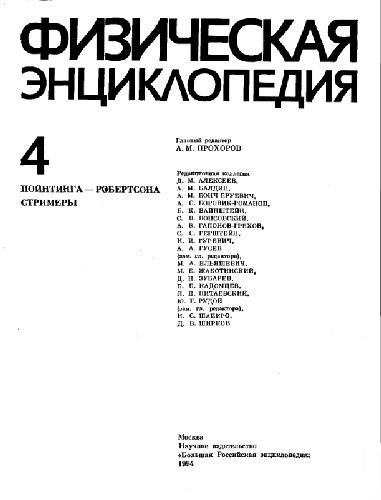 ФИЗИЧЕСКАЯ
ЭНЦИКЛОПЕДИЯ
4
ПОЙНТИНГА — РОБЕРТСОНА
СТРИМЕРЫ
Главный редактор
А. М. ПРОХОРОВ
Редакционная коллегия
Д. М. АЛЕКСЕЕВ,
А. М. БАЛДИН,
А. М. БОНЧ-БРУЕВИЧ,
А. С. БОРОВИК-РОМАНОВ,
Б. К. ВАЙНШТЕЙН,
С. В. ВОНСОВСКИЙ,
А. В. ГАПОНОВ-ГРЕХОВ,
С. С. ГЕРШТЕЙН,
И. И. ГУРЕВИЧ,
А. А. ГУСЕВ
(зам. гл. редактора),
М. А. ЕЛЬЯШЕВИЧ,
М. Е. ЖАБОТИНСКИЙ,
Д. Н. ЗУБАРЕВ,
Б. Б. КАДОМЦЕВ,
Л. П. ПИТАЕВСКИЙ,
Ю. Г. РУДОЙ
(зам. гл. редактора),
И. С. ШАПИРО,
Д. В. ШИРКОВ
Москва
Научное издательство
«Большая Российская энциклопедия»
1994